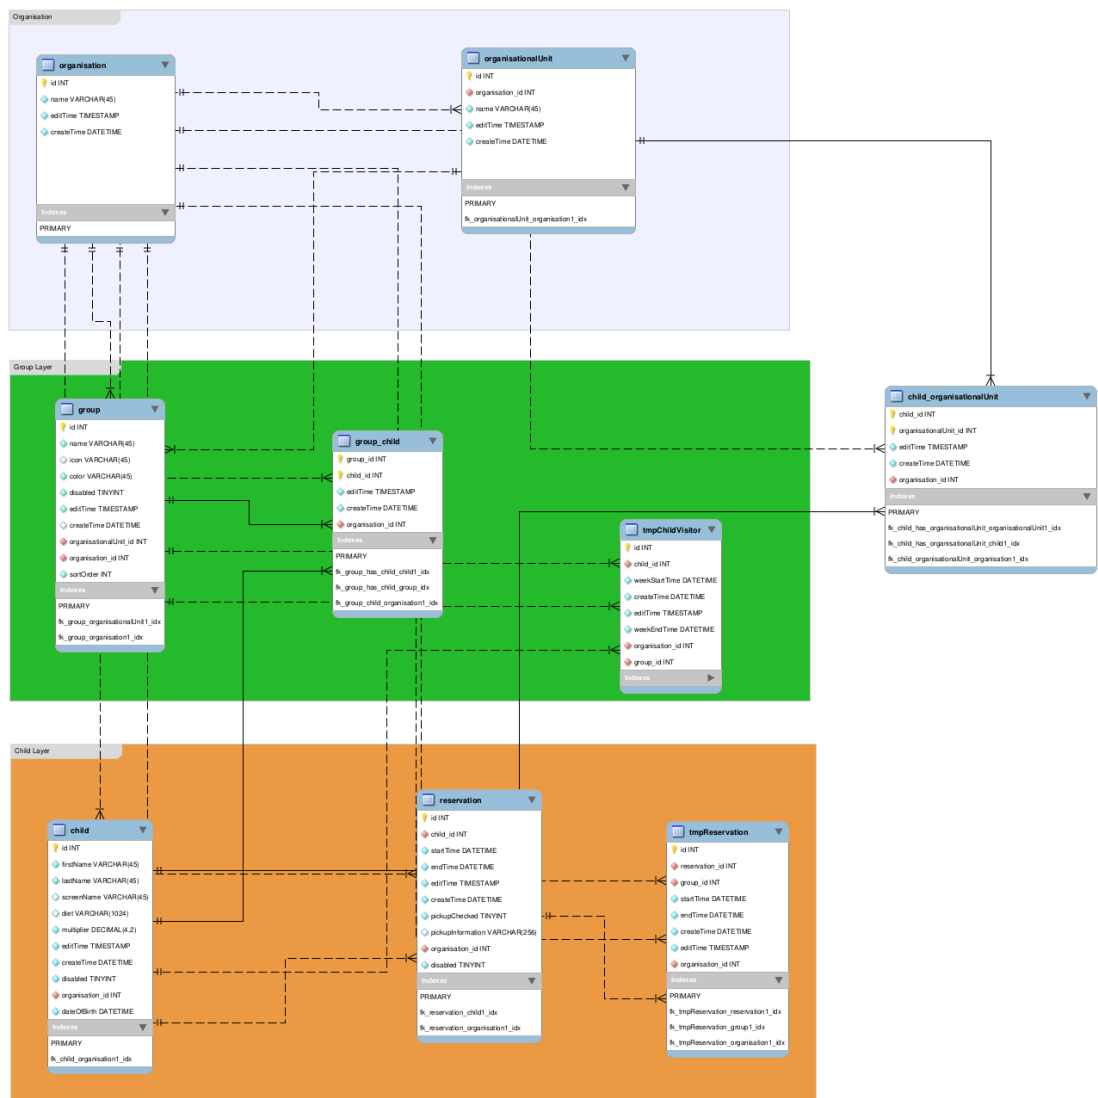 Organisation
organisation
id INT
name VARCHAR(45)
editTime TIMESTAMP
createTime DATETIME
Indexes
PRIMARY
organisationalUnit
id INT
organisation_id INT
name VARCHAR(45)
editTime TIMESTAMP
createTime DATETIME
Indexes
PRIMARY
fk_organisationalUnit_organisation1_idx
Group Layer
group
id INT
name VARCHAR(45)
icon VARCHAR(45)
color VARCHAR(45)
disabled TINYINT
editTime TIMESTAMP
createTime DATETIME
organisationalUnit_id INT
organisation_id INT
sortOrder INT
Indexes
PRIMARY
fk_group_organisationalUnit1_idx
fk_group_organisation1_idx
group_child
group_id INT
child_id INT
editTime TIMESTAMP
createTime DATETIME
organisation_id INT
Indexes
PRIMARY
fk_group_has_child_child1_idx
fk_group_has_child_group_idx
fk_group_child_organisation1_idx
tmpChildVisitor
id INT
child_id INT
weekStartTime DATETIME
createTime DATETIME
editTime TIMESTAMP
weekEndTime DATETIME
organisation_id INT
group_id INT
Indexes
child_organisationalUnit
child_id INT
organisationalUnit_id INT
editTime TIMESTAMP
createTime DATETIME
organisation_id INT
Indexes
PRIMARY
fk_child_has_organisationalUnit_organisationalUnit1_idx
fk_child_has_organisationalUnit_child1_idx
fk_child_organisationalUnit_organisation1_idx
Child Layer
child
id INT
firstName VARCHAR(45)
lastName VARCHAR(45)
screenName VARCHAR(45)
diet VARCHAR(1024)
multiplier DECIMAL(4,2)
editTime TIMESTAMP
createTime DATETIME
disabled TINYINT
organisation_id INT
dateOfBirth DATETIME
Indexes
PRIMARY
fk_child_organisation1_idx
reservation
id INT
child_id INT
startTime DATETIME
endTime DATETIME
editTime TIMESTAMP
createTime DATETIME
pickupChecked TINYINT
pickupInformation VARCHAR(256)
organisation_id INT
disabled TINYINT
Indexes
PRIMARY
fk_reservation_child1_idx
fk_reservation_organisation1_idx
tmpReservation
id INT
reservation_id INT
group_id INT
startTime DATETIME
endTime DATETIME
createTime DATETIME
editTime TIMESTAMP
organisation_id INT
Indexes
PRIMARY
fk_tmpReservation_reservation1_idx
fk_tmpReservation_group1_idx
fk_tmpReservation_organisation1_idx